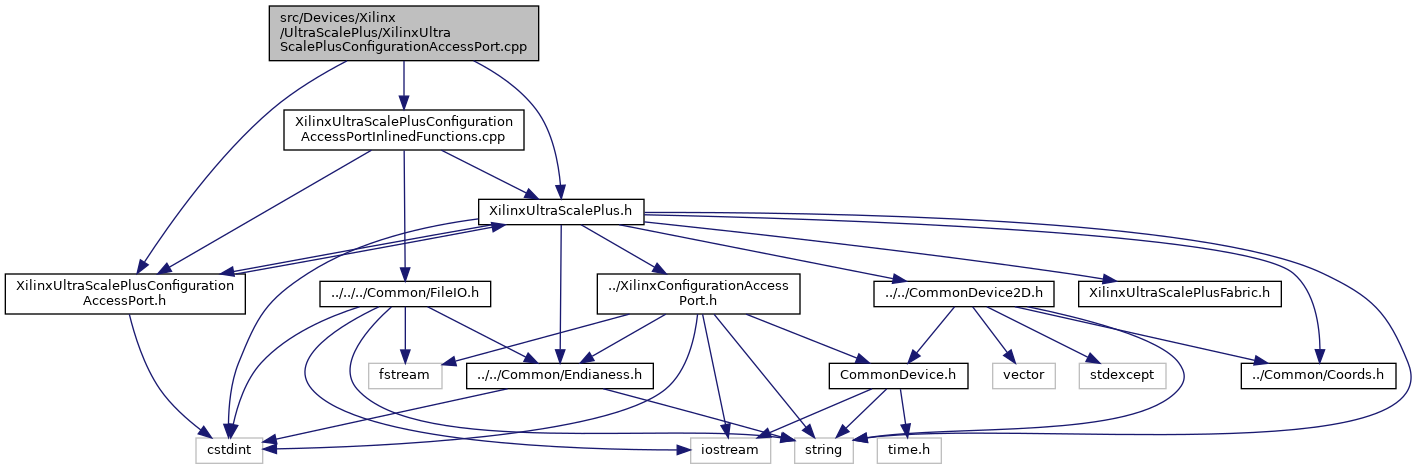 src/Devices/Xilinx
/UltraScalePlus/XilinxUltra
ScalePlusConfigurationAccessPort.cpp
XilinxUltraScalePlusConfiguration
AccessPortInlinedFunctions.cpp
XilinxUltraScalePlus.h
XilinxUltraScalePlusConfiguration
AccessPort.h
../../../Common/FileIO.h
../XilinxConfigurationAccess
Port.h
../../CommonDevice2D.h
XilinxUltraScalePlusFabric.h
fstream
../../Common/Endianess.h
CommonDevice.h
vector
stdexcept
../Common/Coords.h
cstdint
iostream
string
time.h